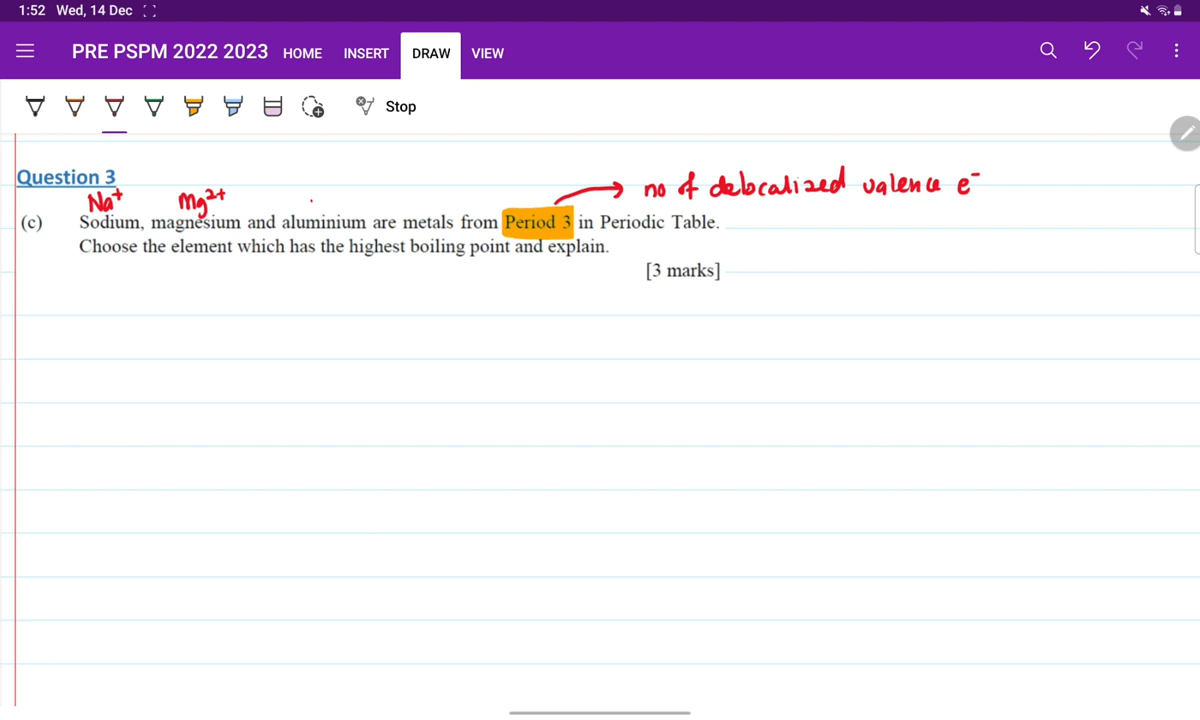 1:52 Wed, 14 Dec
PRE PSPM 2022 2023 HOME INSERT DRAW VIEW
Stop
Question 3
no of delocalized valence e⁻
Na⁺ Mg²⁺
(c) Sodium, magnesium and aluminium are metals from Period 3 in Periodic Table.
Choose the element which has the highest boiling point and explain.
[3 marks]